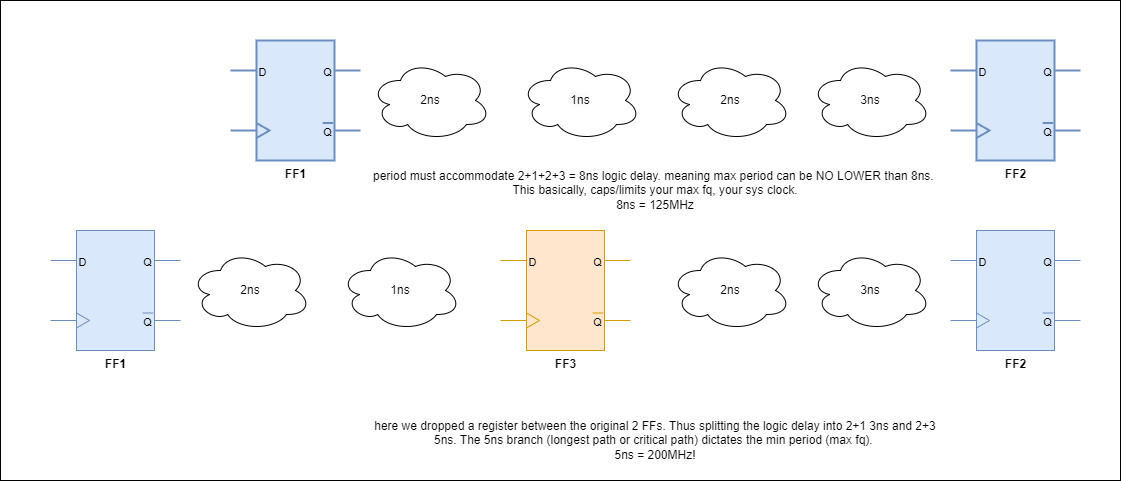 D Q D Q
2ns 1ns 2ns 3ns
Q Q
FF1 FF2
period must accommodate 2+1+2+3 = 8ns logic delay. meaning max period can be NO LOWER than 8ns.
This basically, caps/limits your max fq, your sys clock.
8ns = 125MHz
D Q D Q D Q
2ns 1ns 2ns 3ns
Q Q Q
FF1 FF3 FF2
here we dropped a register between the original 2 FFs. Thus splitting the logic delay into 2+1 3ns and 2+3
5ns. The 5ns branch (longest path or critical path) dictates the min period (max fq).
5ns = 200MHz!